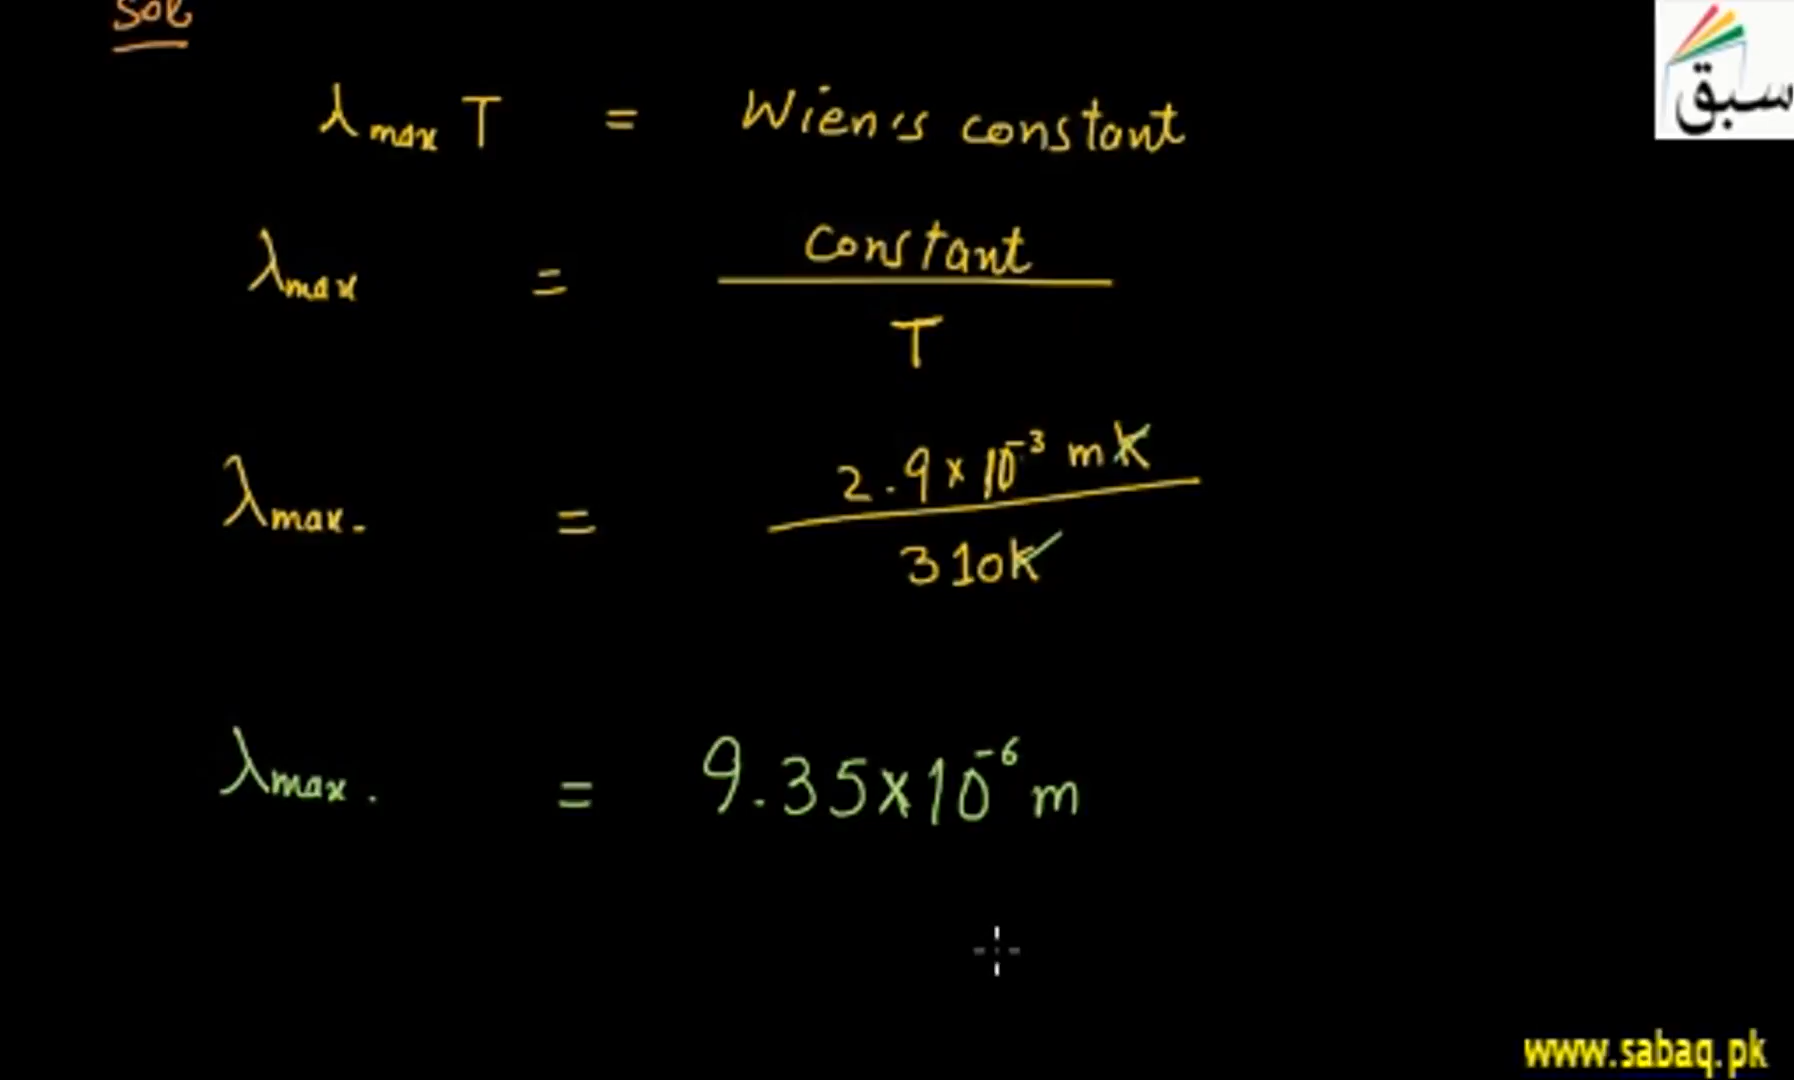 Sol
سبق
λmax T = Wien's constant
λmax = constant / T
λmax. = 2.9 × 10⁻³ mK / 310K
λmax. = 9.35×10⁻⁶ m
www.sabaq.pk